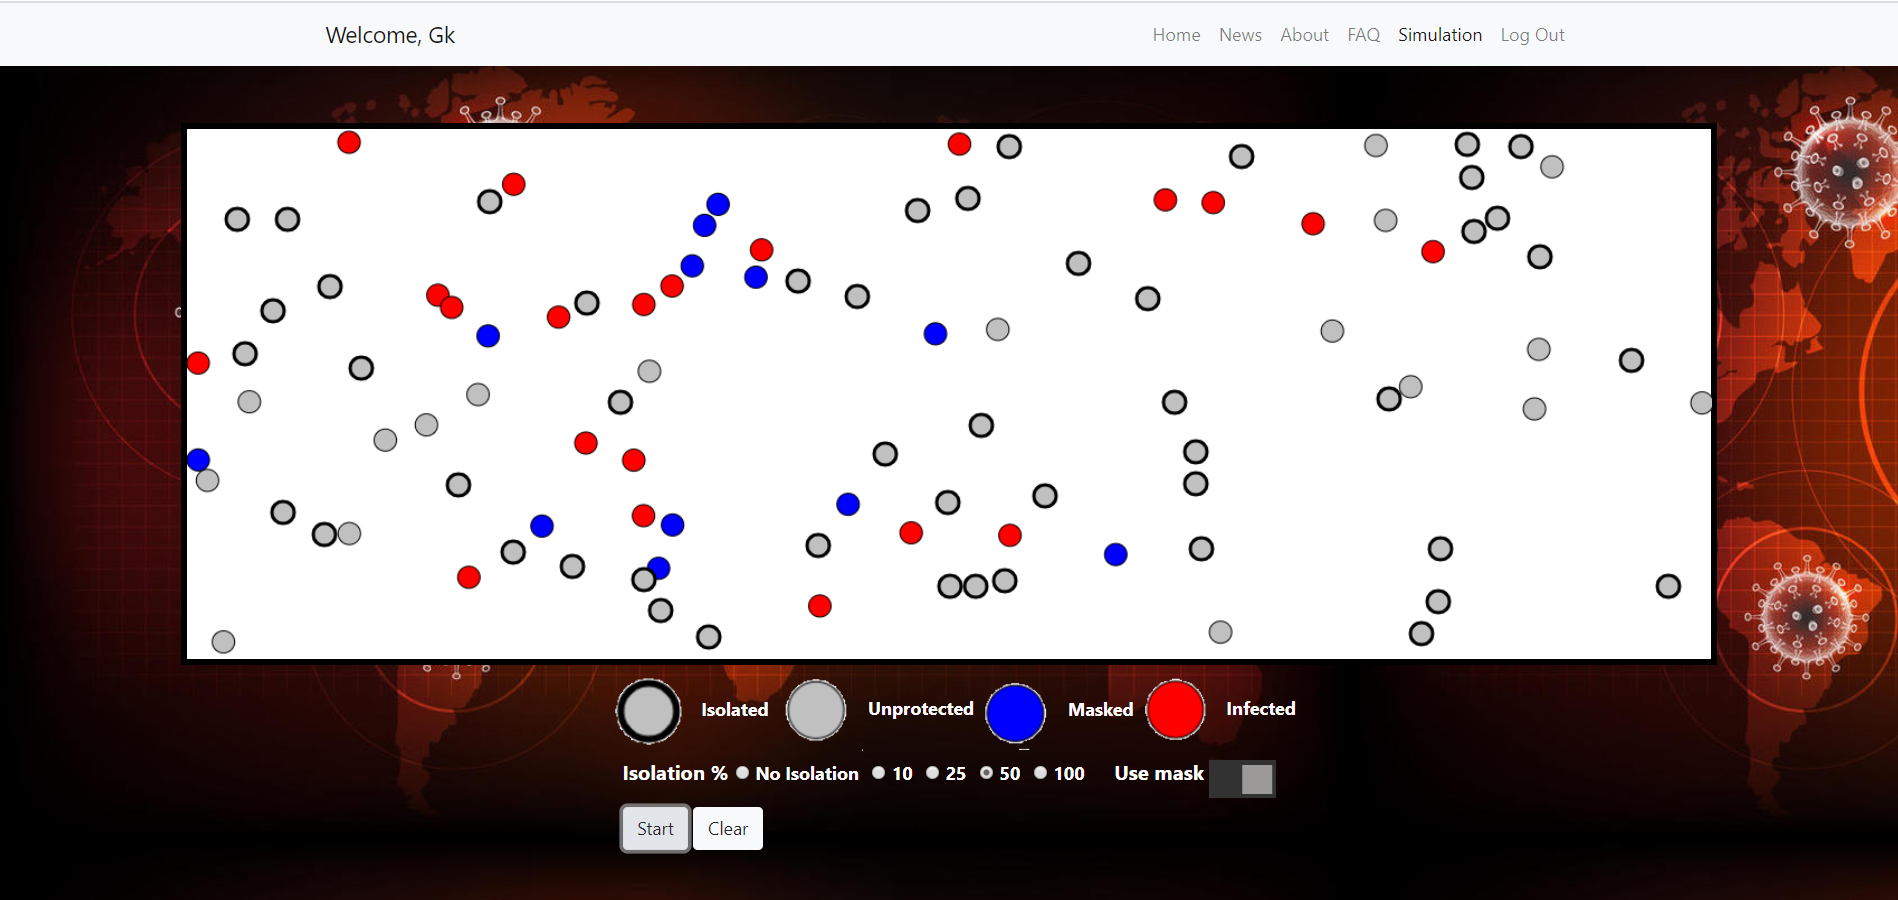 Welcome, Gk Home News About FAQ Simulation Log Out
Isolated Unprotected Masked Infected
Isolation % No Isolation 10 25 50 100 Use mask
Start Clear